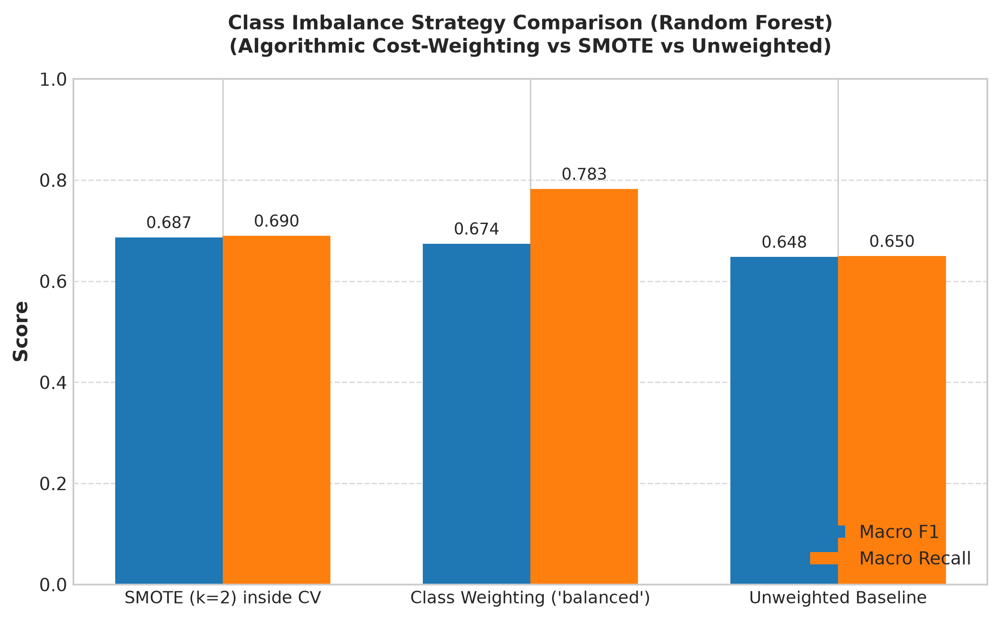 Class Imbalance Strategy Comparison (Random Forest)
(Algorithmic Cost-Weighting vs SMOTE vs Unweighted)
Score
1.0
0.8
0.6
0.4
0.2
0.0
0.687
0.690
0.674
0.783
0.648
0.650
Macro F1
Macro Recall
SMOTE (k=2) inside CV
Class Weighting ('balanced')
Unweighted Baseline